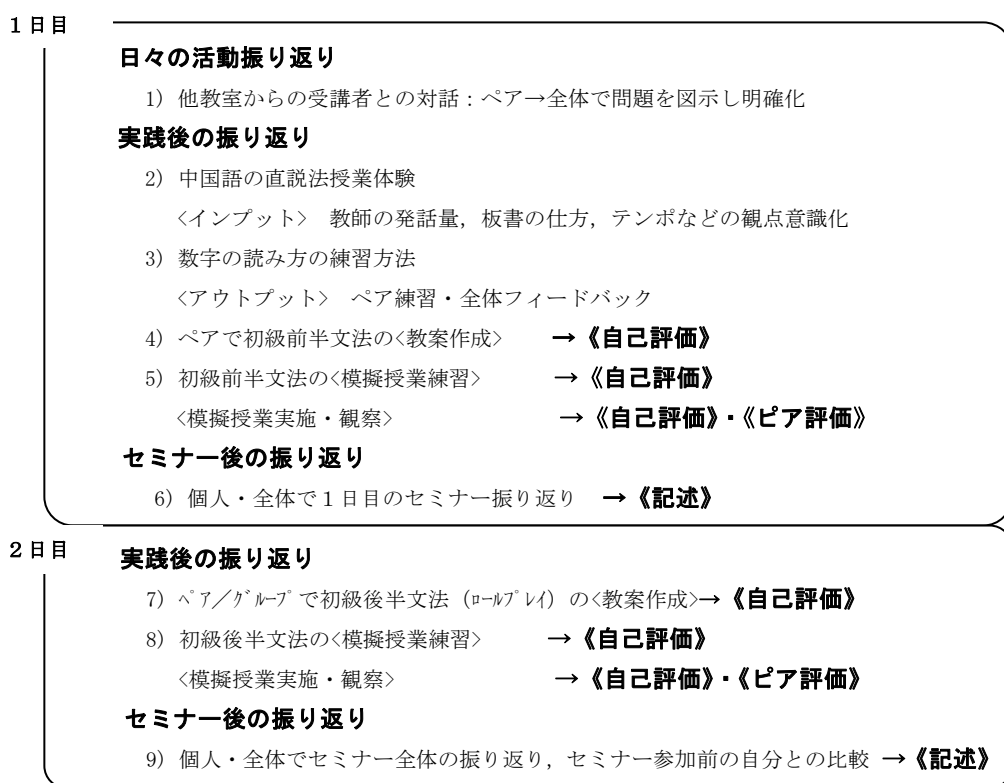 １日目
日々の活動振り返り
1) 他教室からの受講者との対話：ペア→全体で問題を図示し明確化
実践後の振り返り
2) 中国語の直説法授業体験
<インプット> 教師の発話量，板書の仕方，テンポなどの観点意識化
3) 数字の読み方の練習方法
<アウトプット> ペア練習・全体フィードバック
4) ペアで初級前半文法の<教案作成> →《自己評価》
5) 初級前半文法の<模擬授業練習> →《自己評価》
<模擬授業実施・観察> →《自己評価》・《ピア評価》
セミナー後の振り返り
6) 個人・全体で１日目のセミナー振り返り →《記述》
２日目
実践後の振り返り
7) ﾍﾟｱ／ｸﾞﾙｰﾌﾟで初級後半文法（ﾛｰﾙﾌﾟﾚｲ）の<教案作成>→《自己評価》
8) 初級後半文法の<模擬授業練習> →《自己評価》
<模擬授業実施・観察> →《自己評価》・《ピア評価》
セミナー後の振り返り
9) 個人・全体でセミナー全体の振り返り，セミナー参加前の自分との比較 →《記述》